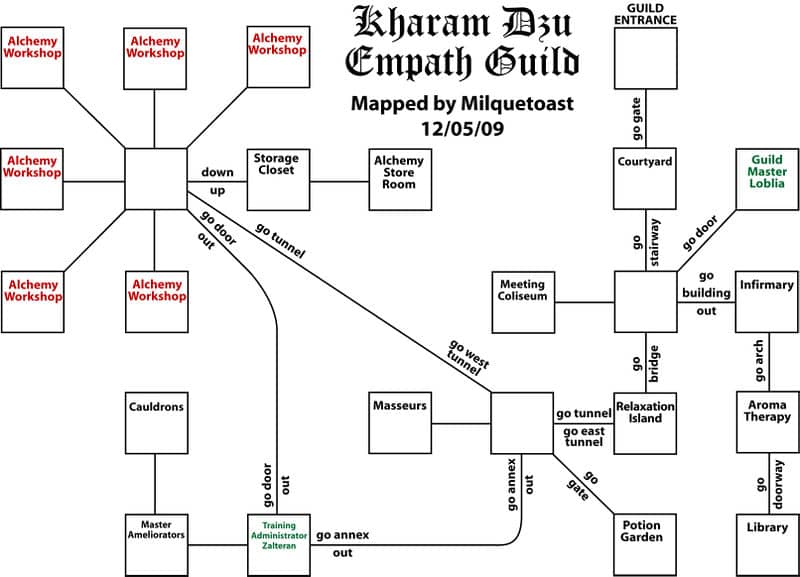 Kharam Dzu
Empath Guild
Mapped by Milquetoast
12/05/09
GUILD
ENTRANCE
Alchemy
Workshop
Alchemy
Workshop
Alchemy
Workshop
go gate
Alchemy
Workshop
down
up
Storage
Closet
Alchemy
Store
Room
Courtyard
Guild
Master
Loblia
go door
out
go tunnel
go
stairway
go door
Alchemy
Workshop
Alchemy
Workshop
Meeting
Coliseum
go
building
out
Infirmary
go west
tunnel
go
bridge
go arch
Cauldrons
Masseurs
go tunnel
go east
tunnel
Relaxation
Island
Aroma
Therapy
go door
out
go annex
out
go
gate
go
doorway
Master
Ameliorators
Training
Administrator
Zalteran
go annex
out
Potion
Garden
Library